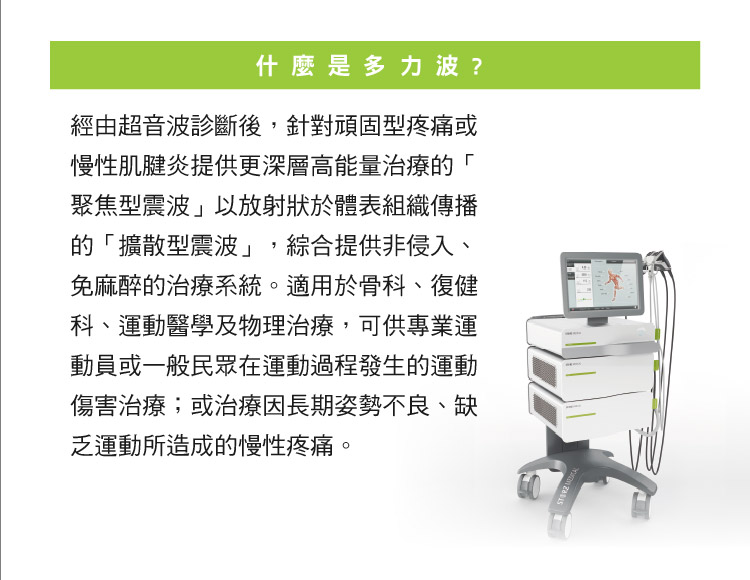 什麼是多力波?
經由超音波診斷後，針對頑固型疼痛或
慢性肌腱炎提供更深層高能量治療的「
聚焦型震波」以放射狀於體表組織傳播
的「擴散型震波」，綜合提供非侵入、
免麻醉的治療系統。適用於骨科、復健
科、運動醫學及物理治療，可供專業運
動員或一般民眾在運動過程發生的運動
傷害治療；或治療因長期姿勢不良、缺
乏運動所造成的慢性疼痛。
STORZ MEDICAL